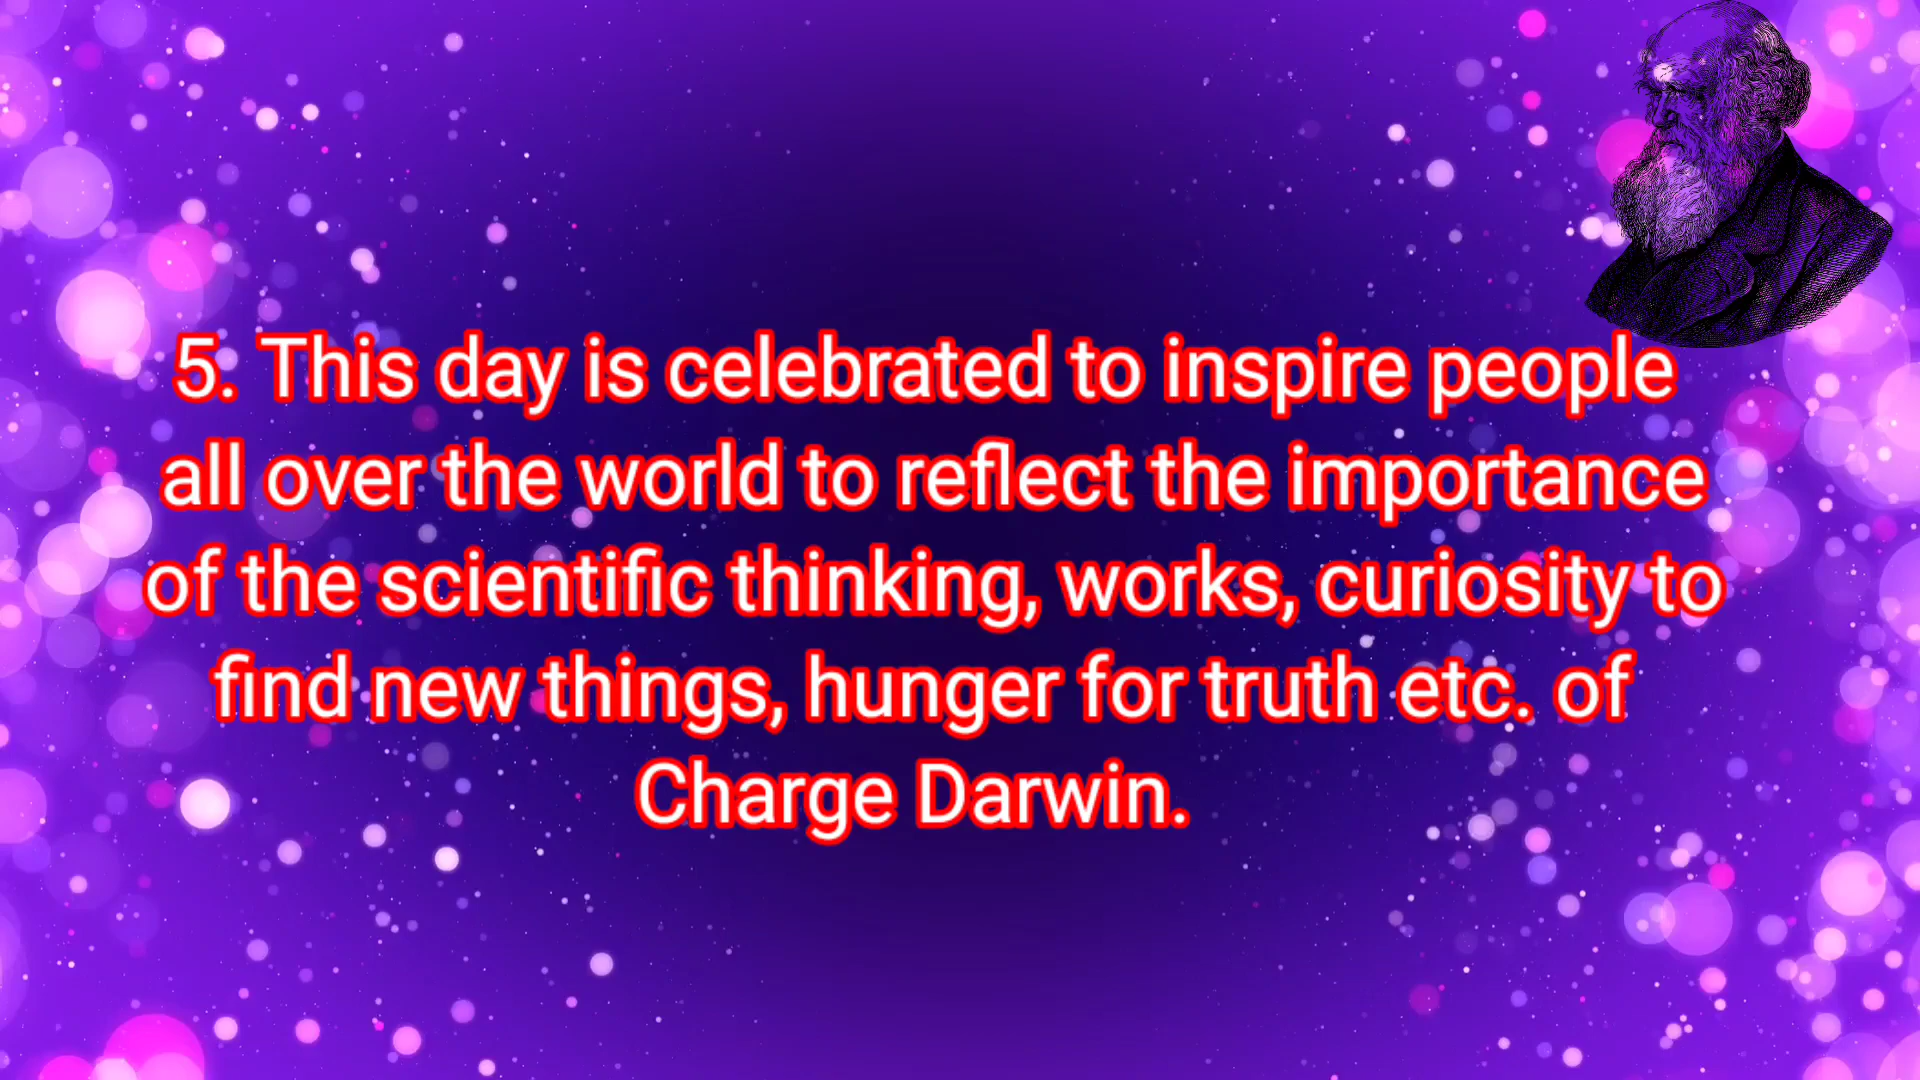 5. This day is celebrated to inspire people
all over the world to reflect the importance
of the scientific thinking, works, curiosity to
find new things, hunger for truth etc. of
Charge Darwin.